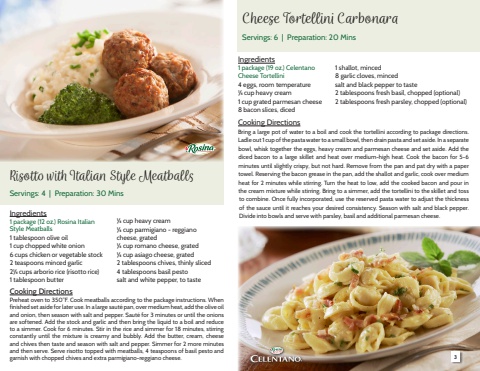 Rosina
Risotto with Italian Style Meatballs
Servings: 4 | Preparation: 30 Mins
Ingredients
1 package (12 oz.) Rosina Italian
Style Meatballs
1 tablespoon olive oil
1 cup chopped white onion
6 cups chicken or vegetable stock
2 teaspoons minced garlic
2¼ cups arborio rice (risotto rice)
1 tablespoon butter
cup heavy cream
cup parmigiano - reggiano
cheese, grated
cup romano cheese, grated
cup asiago cheese, grated
2 tablespoons chives, thinly sliced
4 tablespoons basil pesto
salt and white pepper, to taste
Cooking Directions
Preheat oven to 350°F. Cook meatballs according to the package instructions. When
finished set aside for later use. In a large sauté pan, over medium heat, add the olive oil
and onion, then season with salt and pepper. Sauté for 3 minutes or until the onions
are softened. Add the stock and garlic and then bring the liquid to a boil and reduce
to a simmer. Cook for 6 minutes. Stir in the rice and simmer for 18 minutes, stirring
constantly until the mixture is creamy and bubbly. Add the butter, cream, cheese
and chives then taste and season with salt and pepper. Simmer for 2 more minutes
and then serve. Serve risotto topped with meatballs, 4 teaspoons of basil pesto and
garnish with chopped chives and extra parmigiano-reggiano cheese.
Cheese Tortellini Carbonara
Servings: 6 | Preparation: 20 Mins
Ingredients
1 package (19 oz.) Celentano
Cheese Tortellini
4 eggs, room temperature
cup heavy cream
1 cup grated parmesan cheese
8 bacon slices, diced
1 shallot, minced
8 garlic cloves, minced
salt and black pepper to taste
2 tablespoons fresh basil, chopped (optional)
2 tablespoons fresh parsley, chopped (optional)
Cooking Directions
Bring a large pot of water to a boil and cook the tortellini according to package directions.
Ladle out 1 cup of the pasta water to a small bowl, then drain pasta and set aside. In a separate
bowl, whisk together the eggs, heavy cream and parmesan cheese and set aside. Add the
diced bacon to a large skillet and heat over medium-high heat. Cook the bacon for 5-6
minutes until slightly crispy, but not hard. Remove from the pan and pat dry with a paper
towel. Reserving the bacon grease in the pan, add the shallot and garlic, cook over medium
heat for 2 minutes while stirring. Turn the heat to low, add the cooked bacon and pour in
the cream mixture while stirring. Bring to a simmer, add the tortellini to the skillet and toss
to combine. Once fully incorporated, use the reserved pasta water to adjust the thickness
of the sauce until it reaches your desired consistency. Season with salt and black pepper.
Divide into bowls and serve with parsley, basil and additional parmesan cheese.
CELENTANO
3